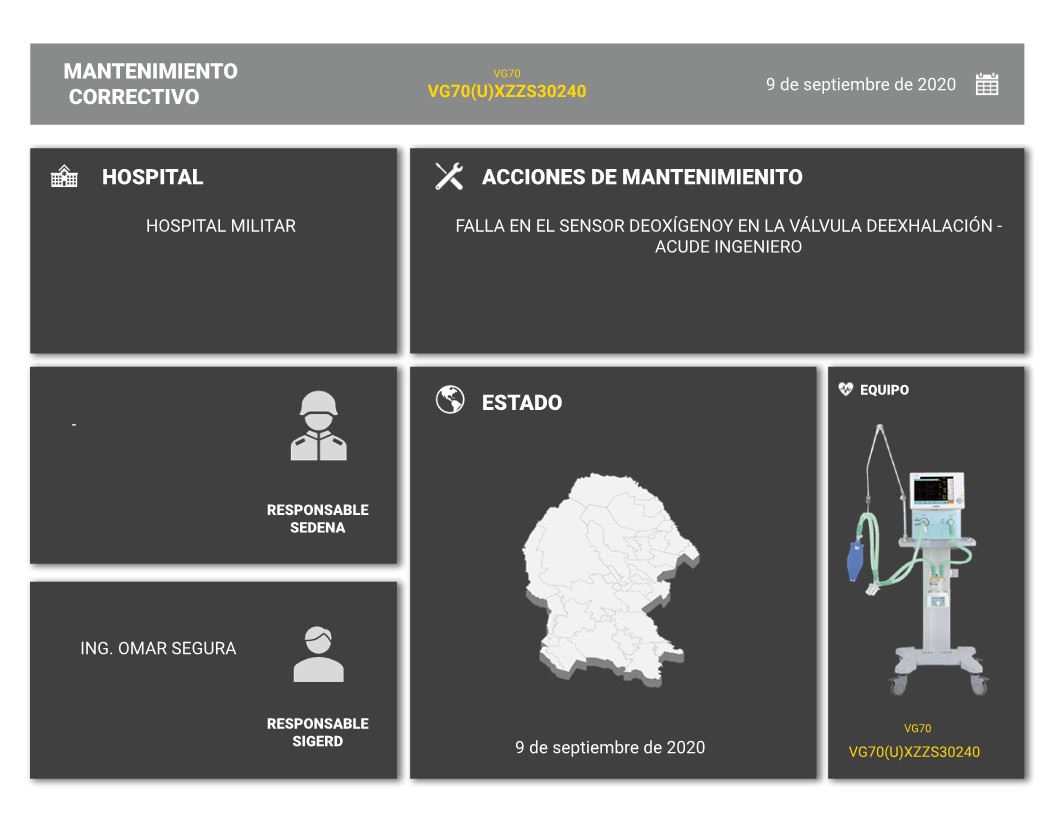 MANTENIMIENTO
CORRECTIVO
VG70
VG70(U)XZZS30240
9 de septiembre de 2020
HOSPITAL
HOSPITAL MILITAR
ACCIONES DE MANTENIMIENITO
FALLA EN EL SENSOR DEOXÍGENOY EN LA VÁLVULA DEEXHALACIÓN -
ACUDE INGENIERO
-
RESPONSABLE
SEDENA
ING. OMAR SEGURA
RESPONSABLE
SIGERD
ESTADO
9 de septiembre de 2020
EQUIPO
VG70
VG70(U)XZZS30240